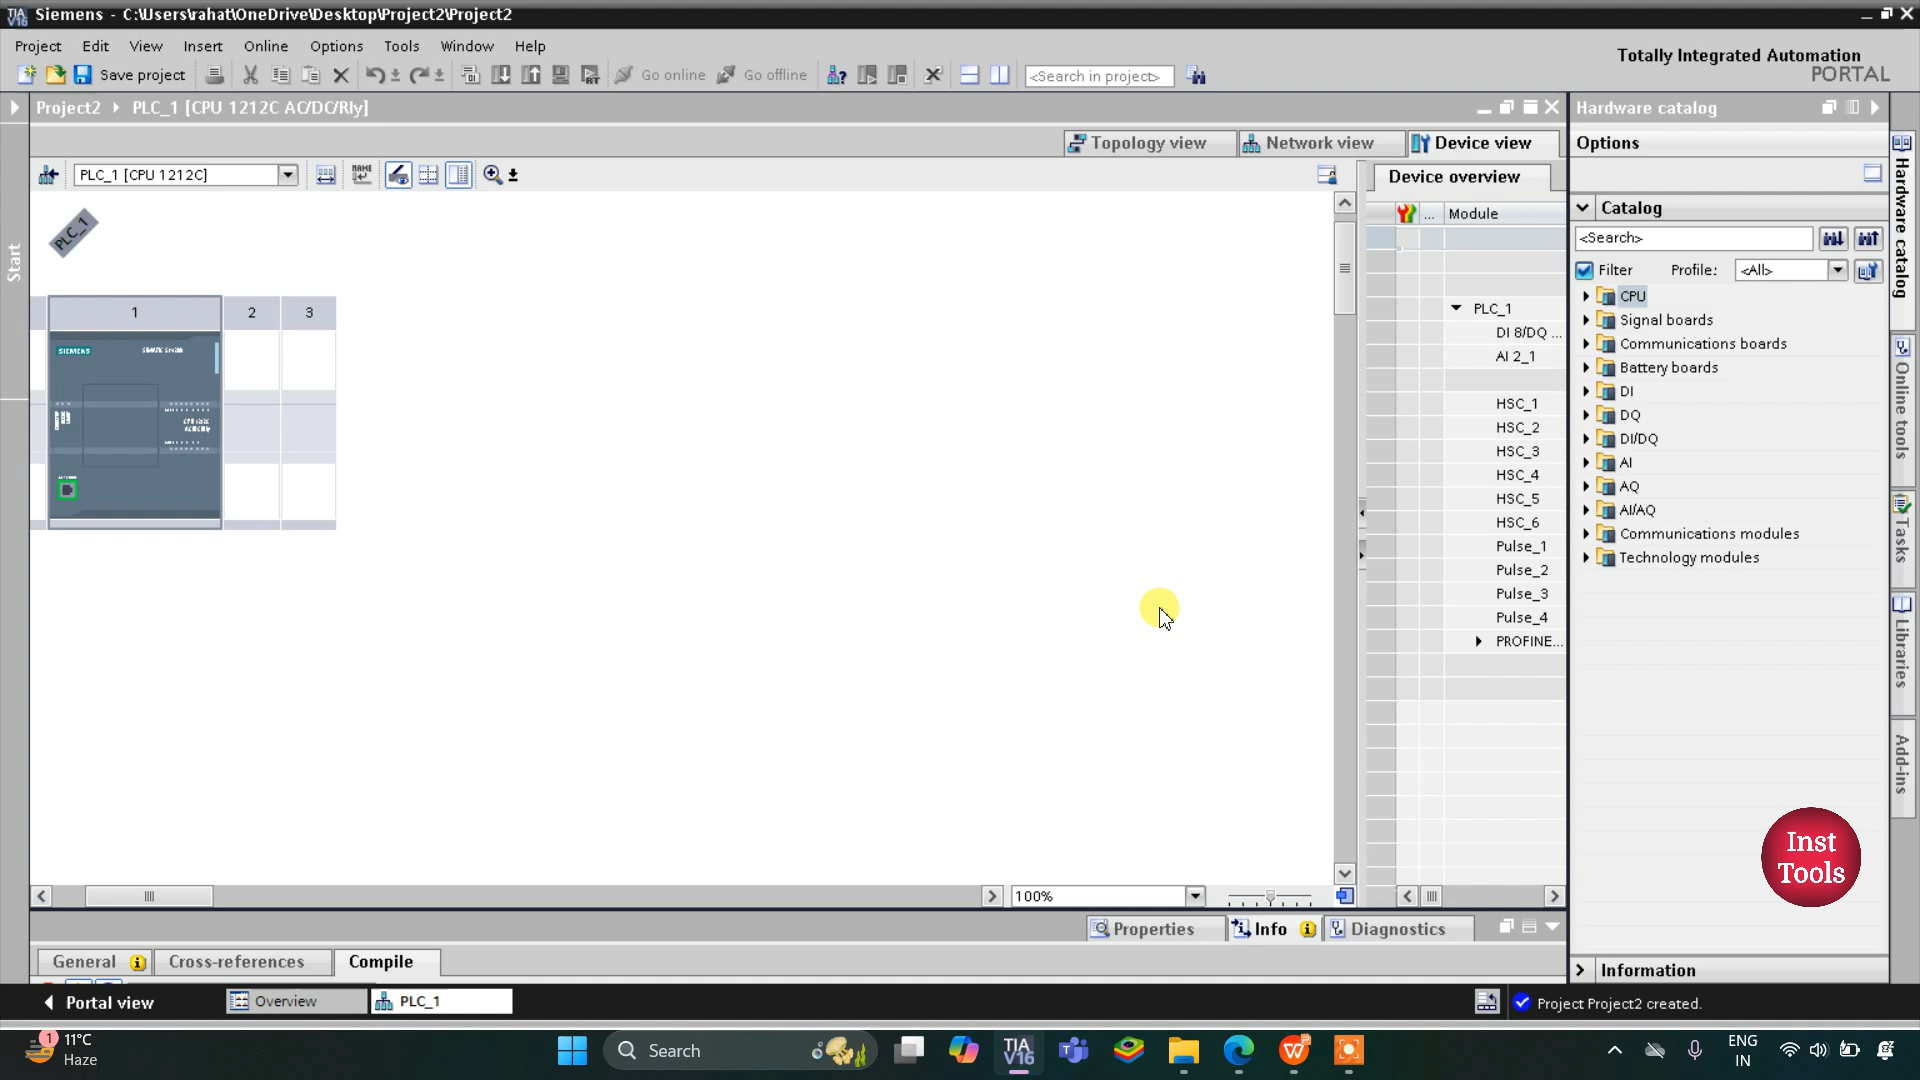 Siemens - C:\Users\rahat\OneDrive\Desktop\Project2\Project2
Project Edit View Insert Online Options Tools Window Help
Totally Integrated Automation
PORTAL
Save project
Go online
Go offline
<Search in project>
Project2 PLC_1 [CPU 1212C AC/DC/Rly]
Hardware catalog
Topology view
Network view
Device view
Options
PLC_1 [CPU 1212C]
NAME
Device overview
... Module
Catalog
<Search>
Filter Profile: <All>
PLC_1
1 2 3
SIEMENS
PLC_1
DI 8/DQ ...
AI 2_1
HSC_1
HSC_2
HSC_3
HSC_4
HSC_5
HSC_6
Pulse_1
Pulse_2
Pulse_3
Pulse_4
PROFINE...
CPU
Signal boards
Communications boards
Battery boards
DI
DQ
DI/DQ
AI
AQ
AI/AQ
Communications modules
Technology modules
Start
Hardware catalog
Online tools
Tasks
Libraries
Add-ins
Inst
Tools
100%
Properties
Info
Diagnostics
General
Cross-references
Compile
Information
Portal view
Overview
PLC_1
Project Project2 created.
1
11°C
Haze
Search
TIA
V16
ENG
IN